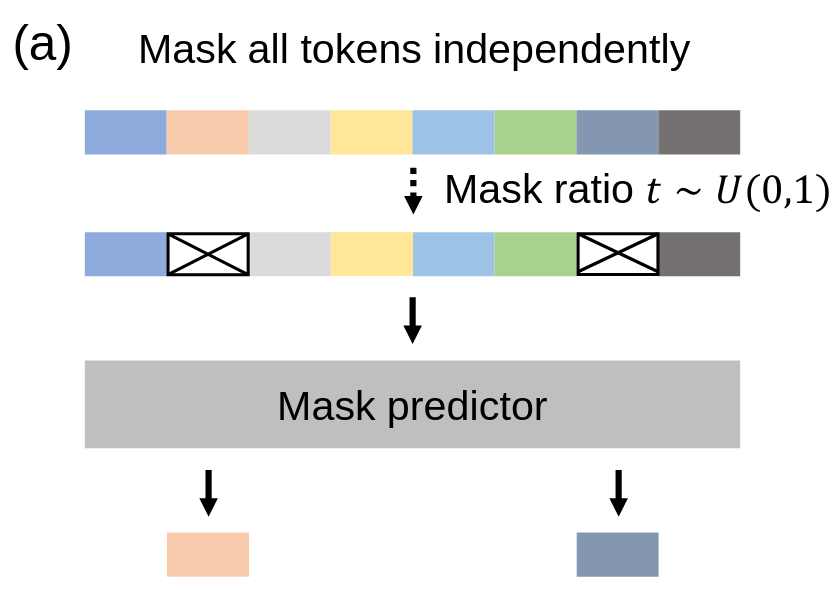 (a) Mask all tokens independently
Mask ratio t ~ U(0,1)
Mask predictor